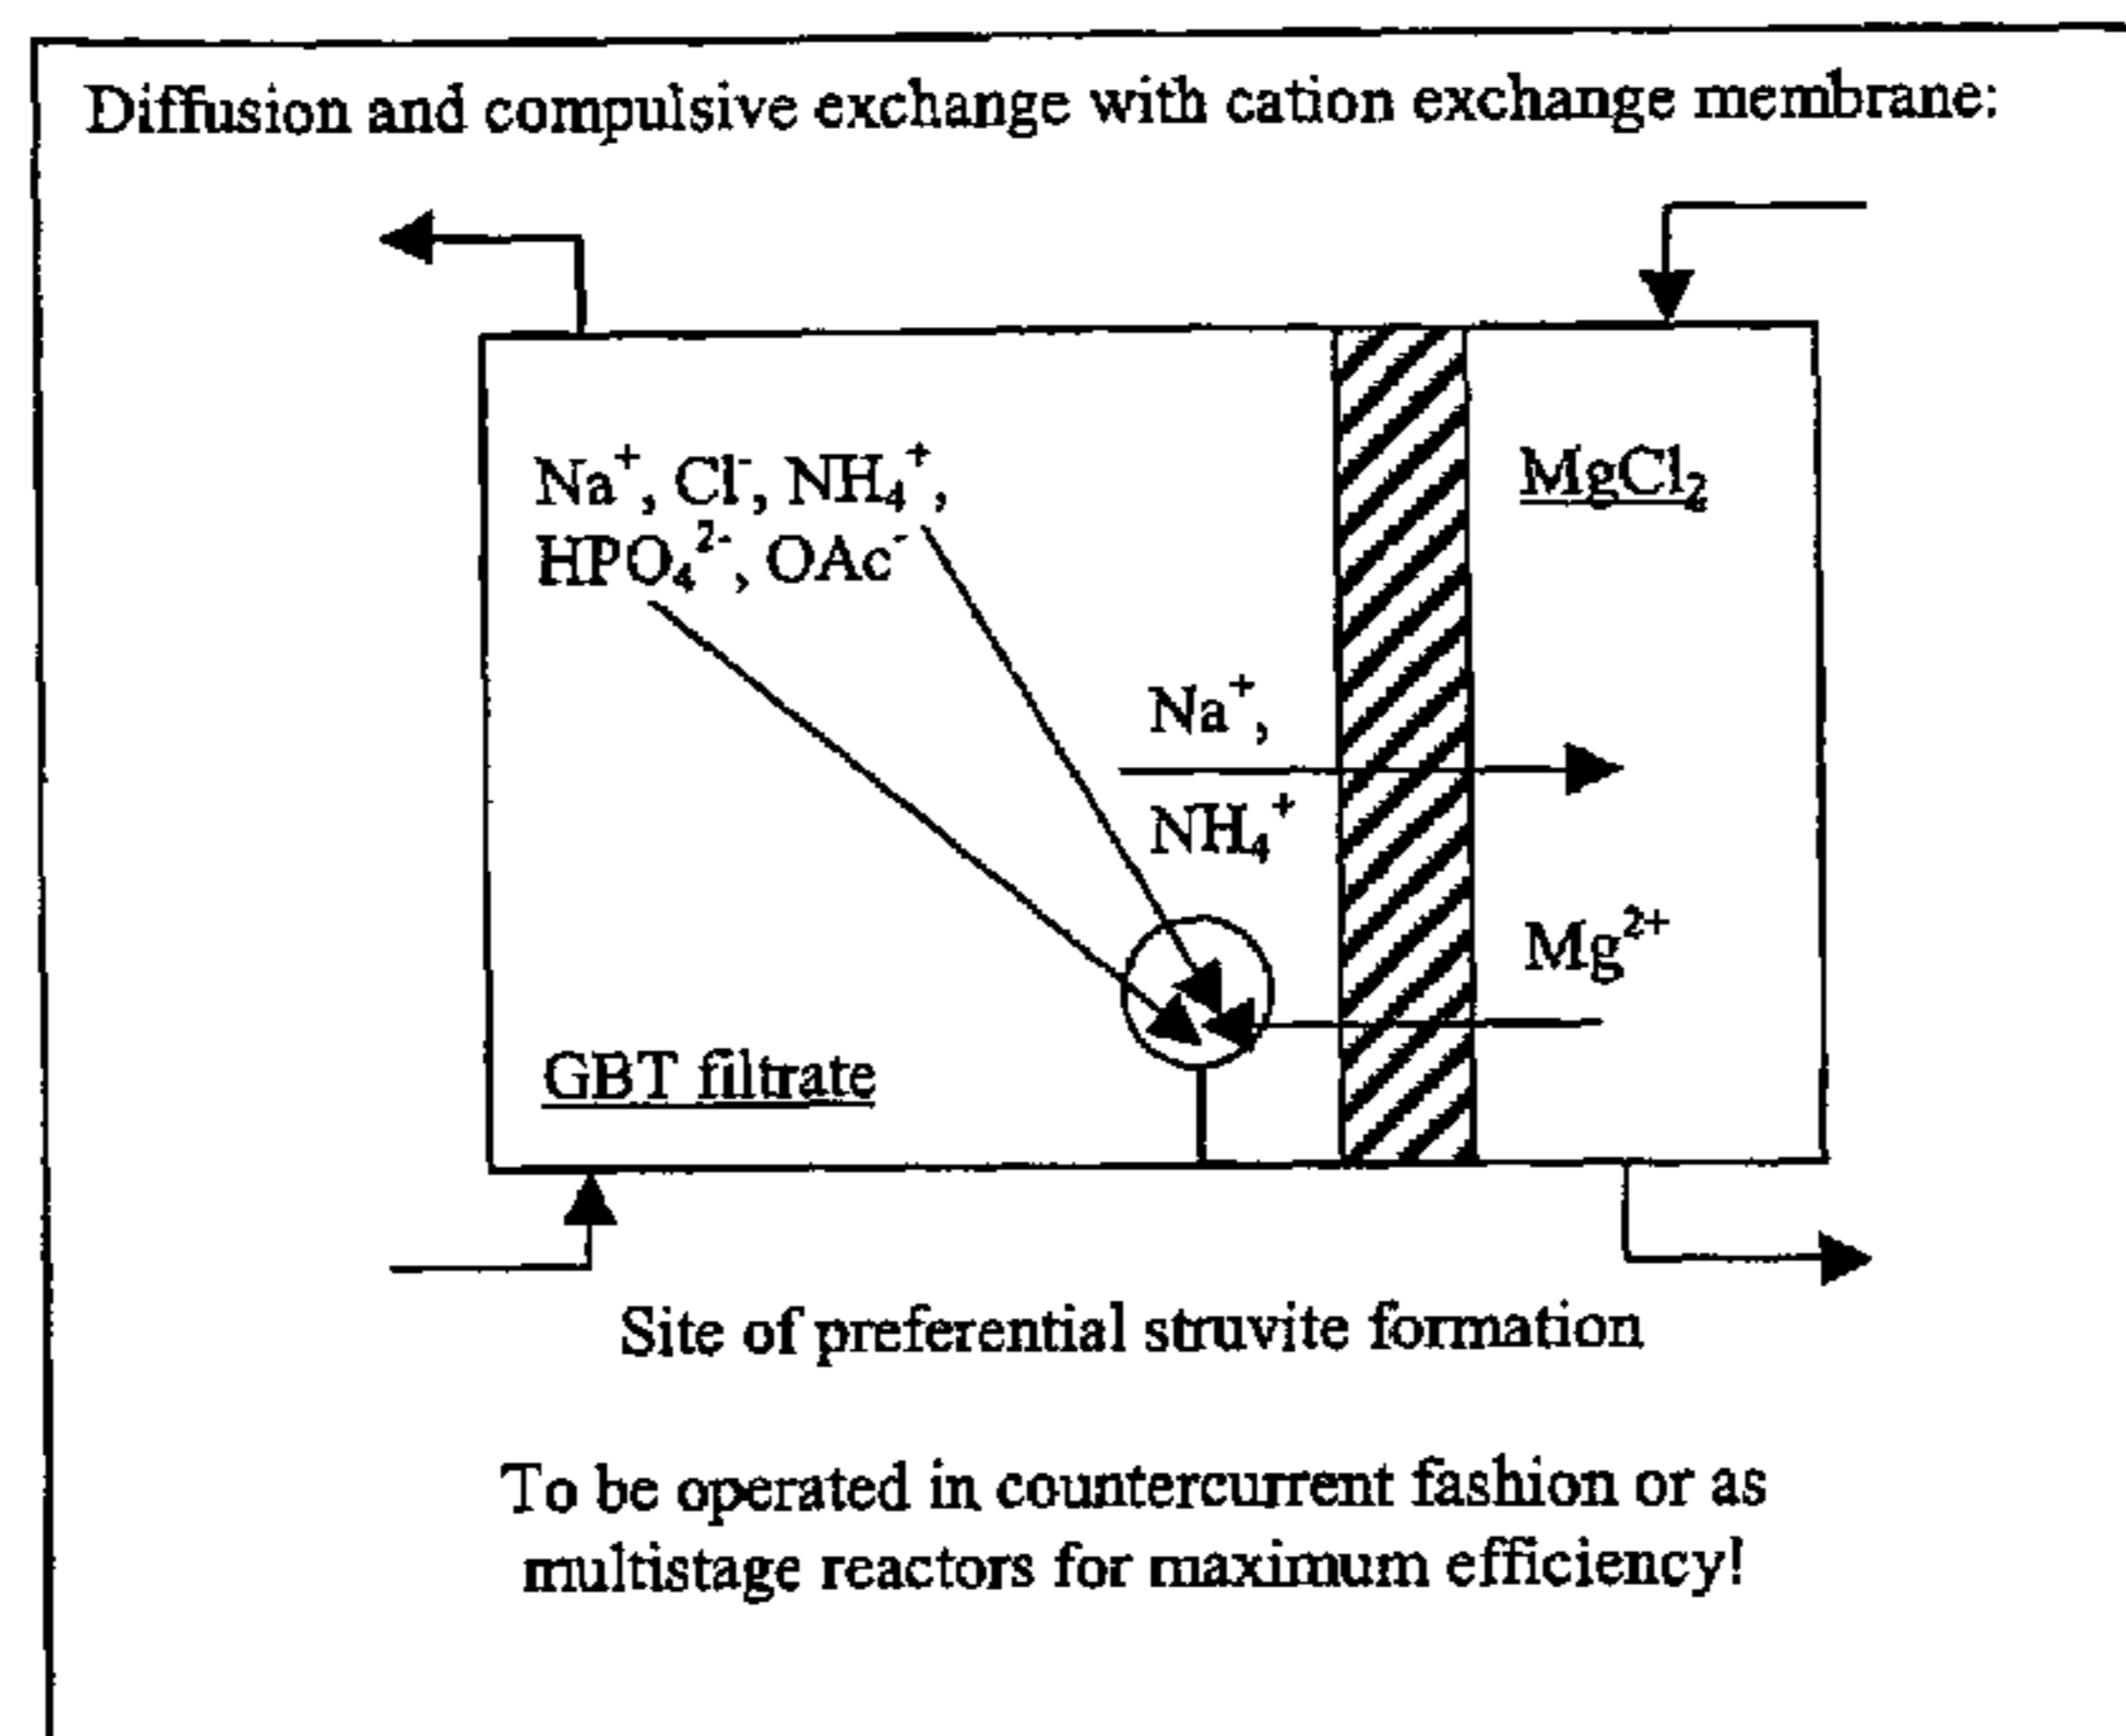 Diffusion and compulsive exchange with cation exchange membrane:
Na⁺, Cl⁻, NH₄⁺,
HPO₄²⁻, OAc⁻
MgCl₂
Na⁺,
NH₄⁺
Mg²⁺
GBT filtrate
Site of preferential struvite formation
To be operated in countercurrent fashion or as
multistage reactors for maximum efficiency!